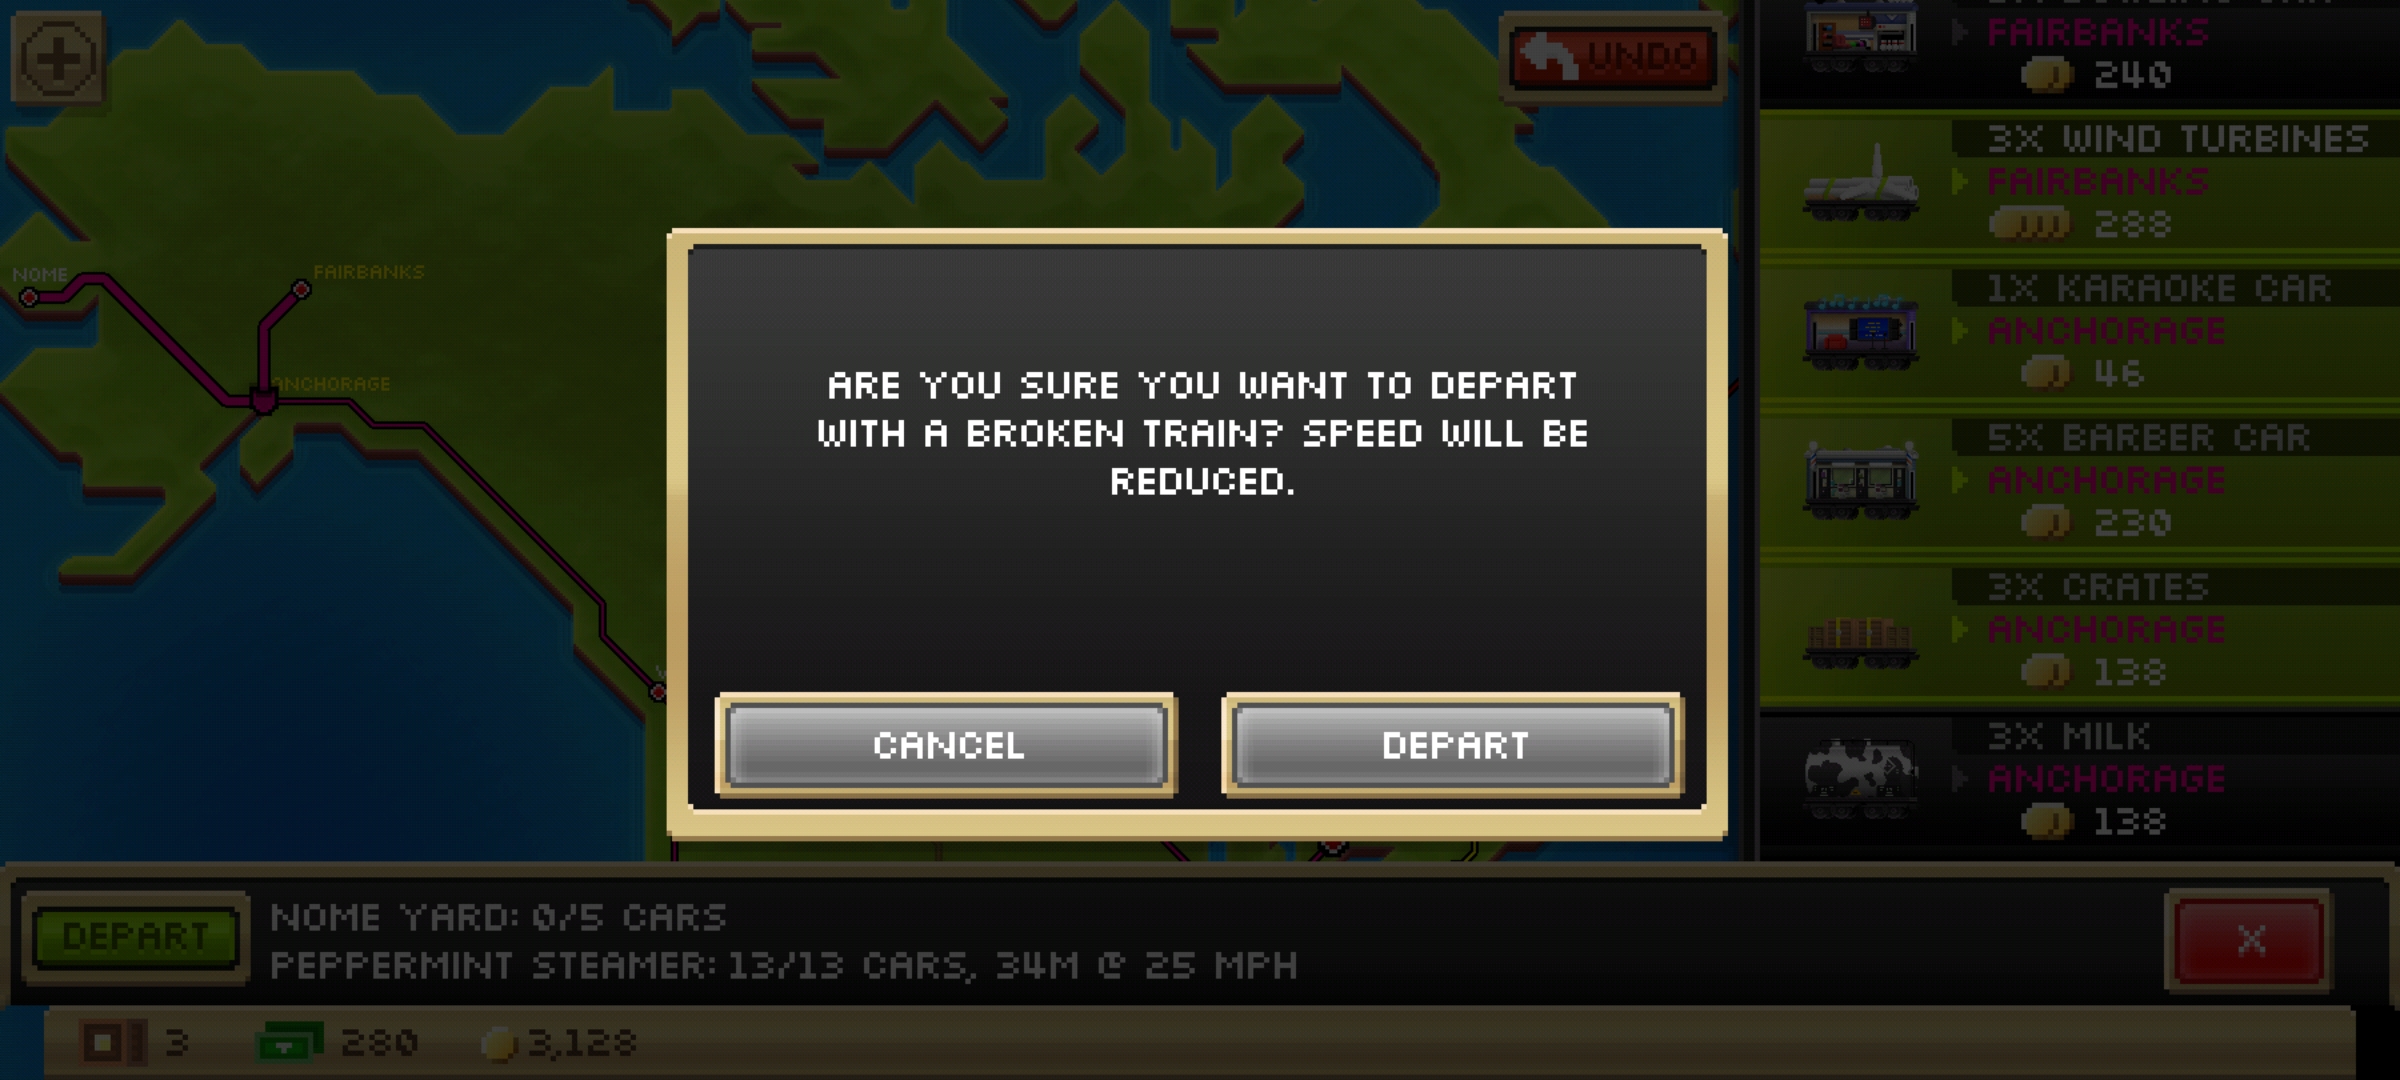 UNDO
FAIRBANKS
240
3X WIND TURBINES
FAIRBANKS
288
1X KARAOKE CAR
ANCHORAGE
46
5X BARBER CAR
ANCHORAGE
230
3X CRATES
ANCHORAGE
138
3X MILK
ANCHORAGE
138
NOME
FAIRBANKS
ANCHORAGE
ARE YOU SURE YOU WANT TO DEPART
WITH A BROKEN TRAIN? SPEED WILL BE
REDUCED.
CANCEL
DEPART
DEPART
NOME YARD: 0/5 CARS
PEPPERMINT STEAMER: 13/13 CARS, 34M @ 25 MPH
X
3
280
3,128